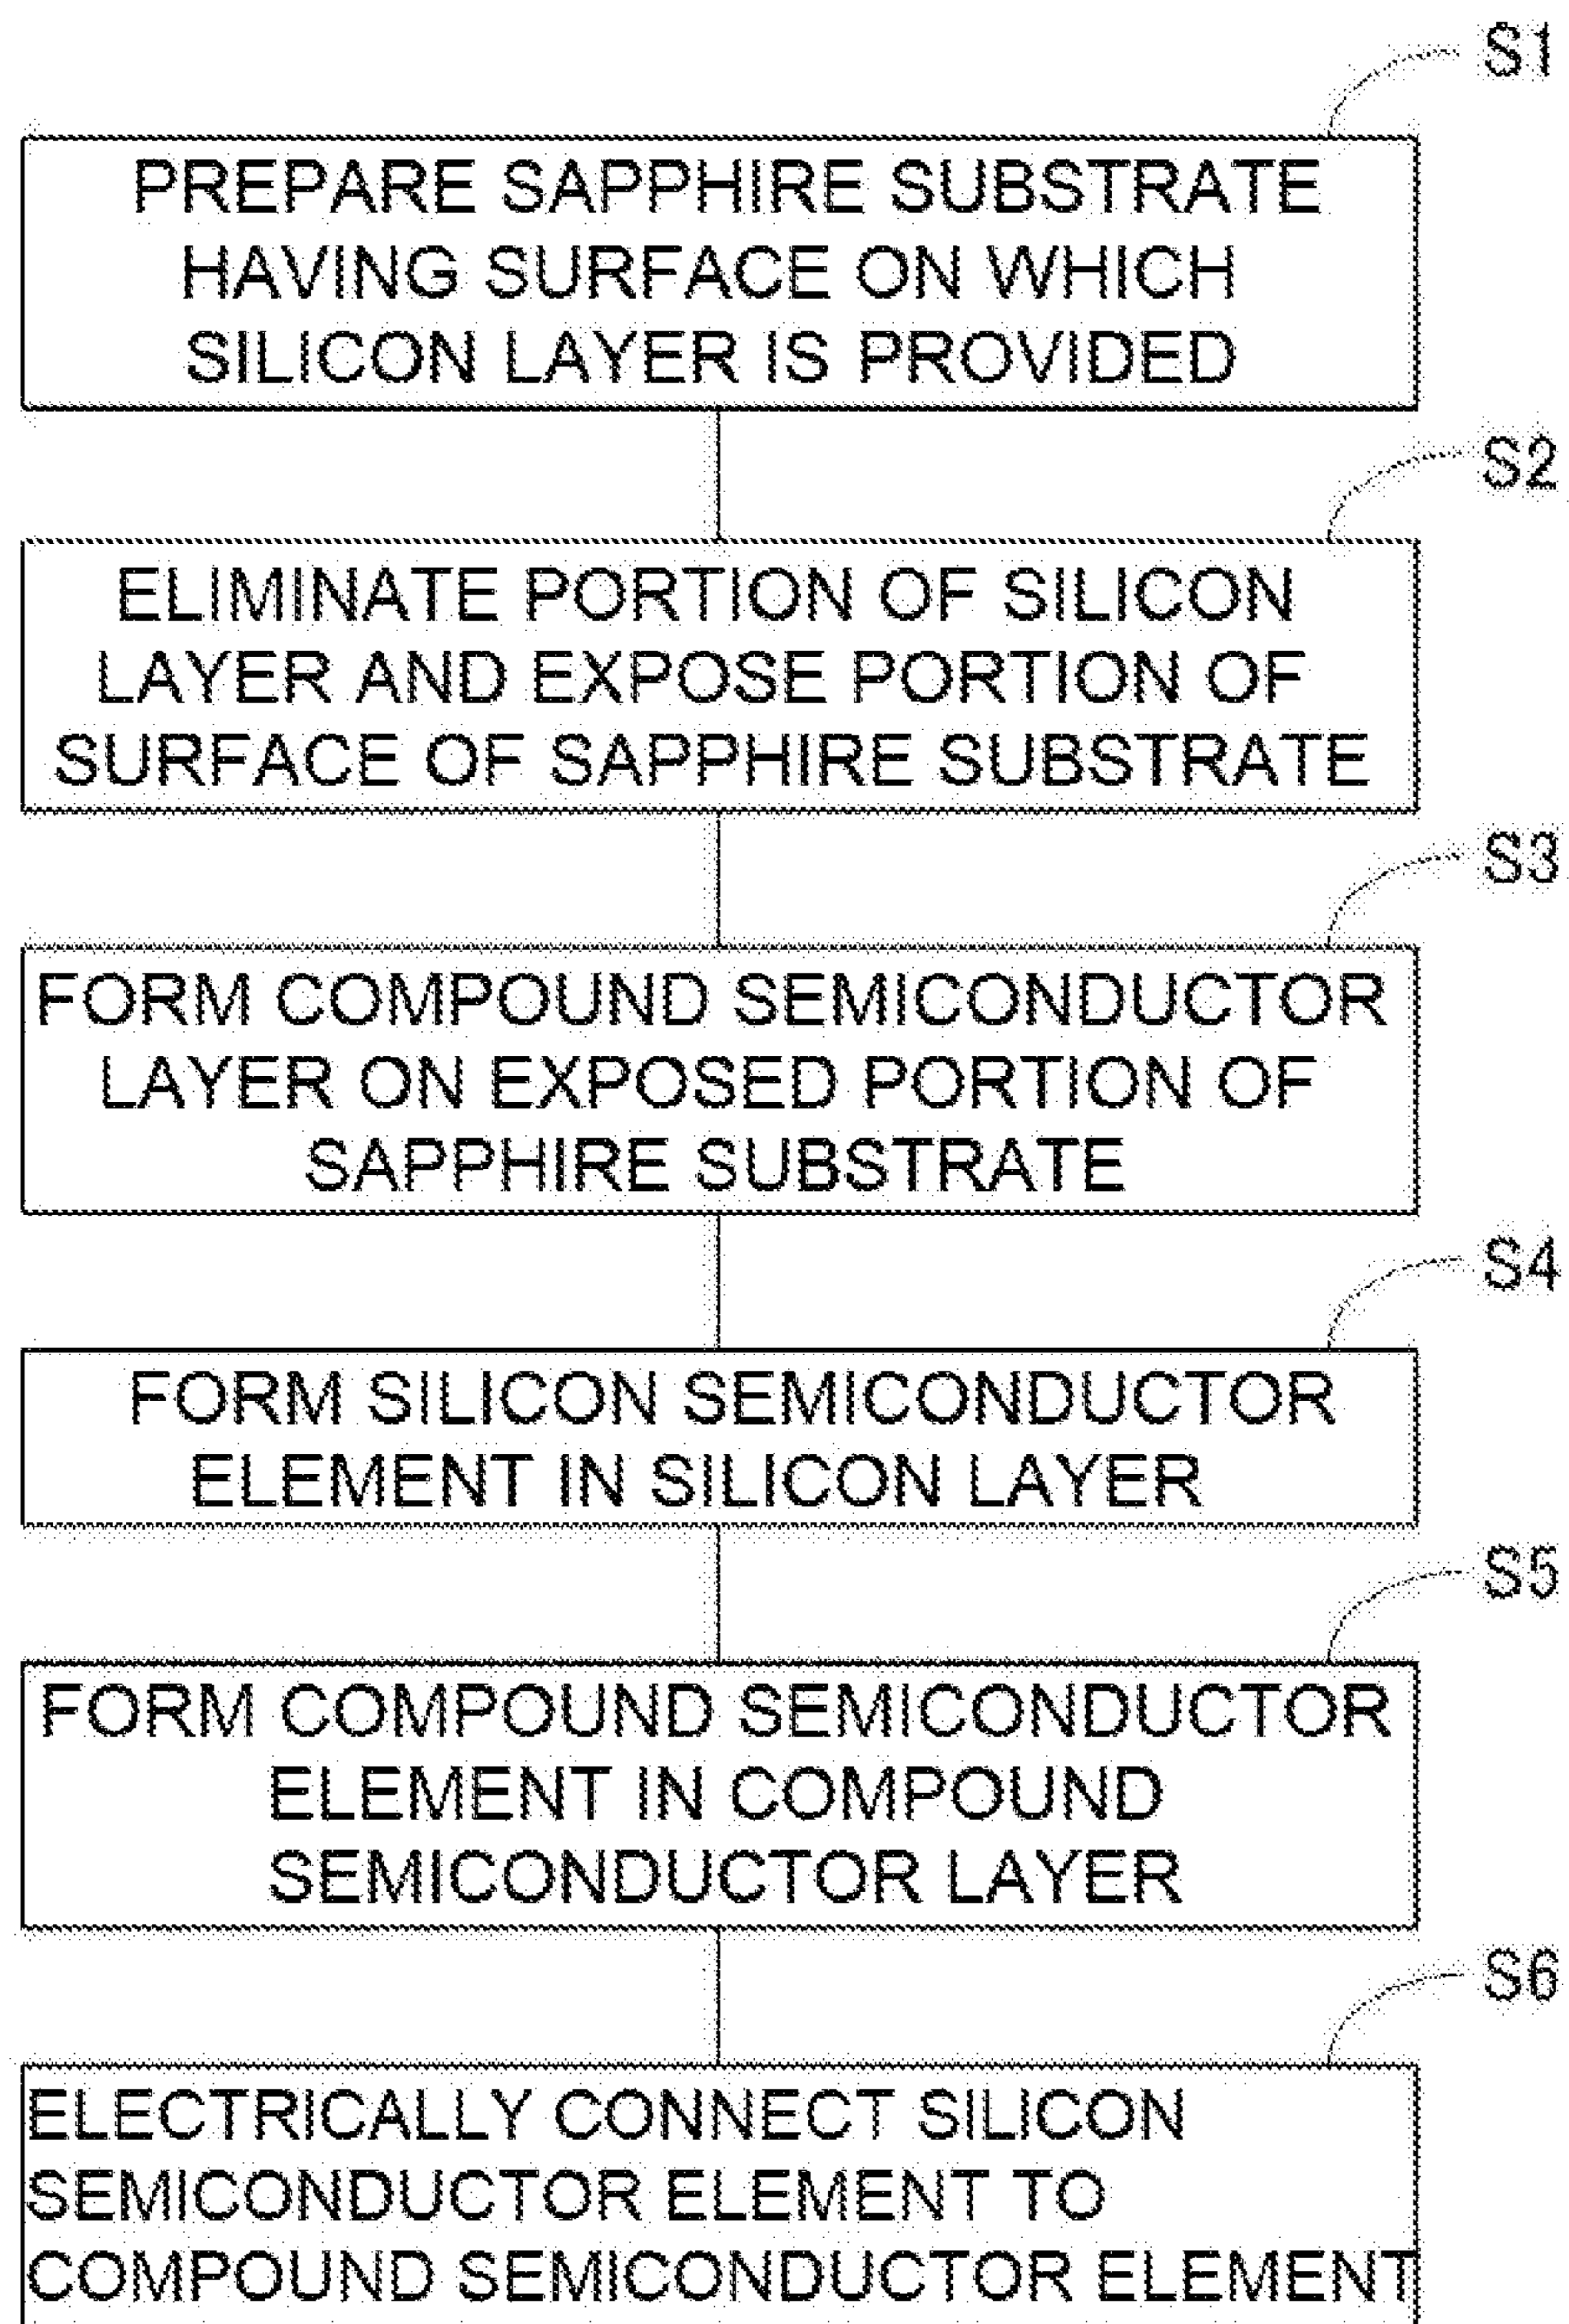 S1
PREPARE SAPPHIRE SUBSTRATE
HAVING SURFACE ON WHICH
SILICON LAYER IS PROVIDED
S2
ELIMINATE PORTION OF SILICON
LAYER AND EXPOSE PORTION OF
SURFACE OF SAPPHIRE SUBSTRATE
S3
FORM COMPOUND SEMICONDUCTOR
LAYER ON EXPOSED PORTION OF
SAPPHIRE SUBSTRATE
S4
FORM SILICON SEMICONDUCTOR
ELEMENT IN SILICON LAYER
S5
FORM COMPOUND SEMICONDUCTOR
ELEMENT IN COMPOUND
SEMICONDUCTOR LAYER
S6
ELECTRICALLY CONNECT SILICON
SEMICONDUCTOR ELEMENT TO
COMPOUND SEMICONDUCTOR ELEMENT